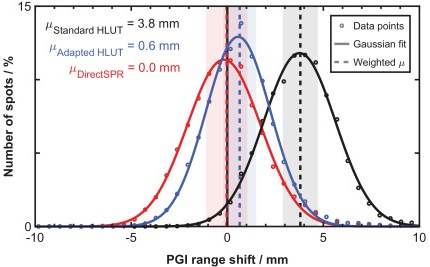 15
μStandard HLUT = 3.8 mm
μAdapted HLUT = 0.6 mm
μDirectSPR = 0.0 mm
Data points
Gaussian fit
Weighted μ
Number of spots / %
0
-10 -5 0 5 10
PGI range shift / mm